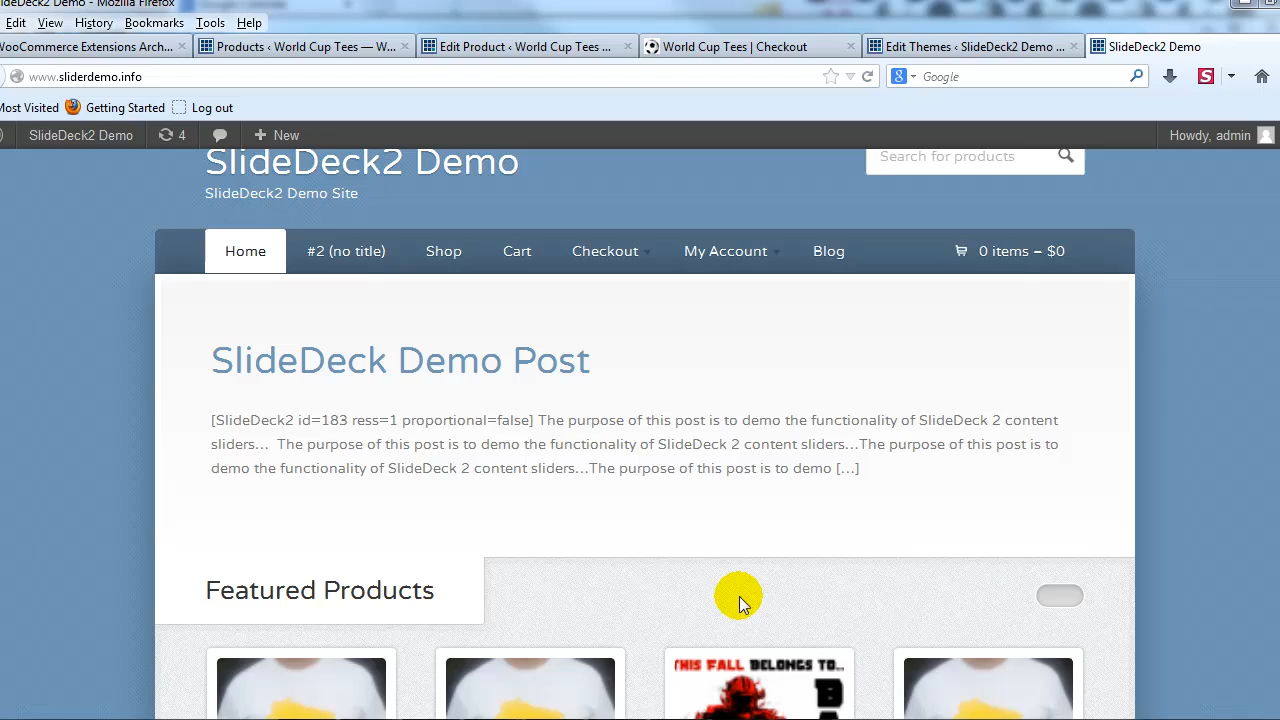 SlideDeck2 Demo - Mozilla Firefox
Edit View History Bookmarks Tools Help
WooCommerce Extensions Arch... × Products ‹ World Cup Tees — W... × Edit Product ‹ World Cup Tees ... × World Cup Tees | Checkout × Edit Themes ‹ SlideDeck2 Demo ... × SlideDeck2 Demo
www.sliderdemo.info Google
Most Visited Getting Started Log out
SlideDeck2 Demo 4 + New Howdy, admin
SlideDeck2 Demo Search for products
SlideDeck2 Demo Site
Home #2 (no title) Shop Cart Checkout My Account Blog 0 items – $0
SlideDeck Demo Post
[SlideDeck2 id=183 ress=1 proportional=false] The purpose of this post is to demo the functionality of SlideDeck 2 content
sliders… The purpose of this post is to demo the functionality of SlideDeck 2 content sliders…The purpose of this post is to
demo the functionality of SlideDeck 2 content sliders…The purpose of this post is to demo […]
Featured Products
THIS FALL BELONGS TO...
B